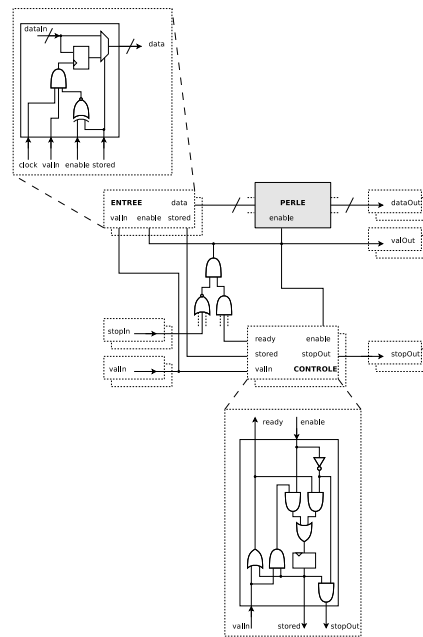 dataIn
data
clock valIn enable stored
ENTREE data
valIn enable stored
PERLE
enable
dataOut
valOut
stopIn
valIn
ready enable
stored stopOut
valIn CONTROLE
stopOut
ready enable
valIn stored stopOut